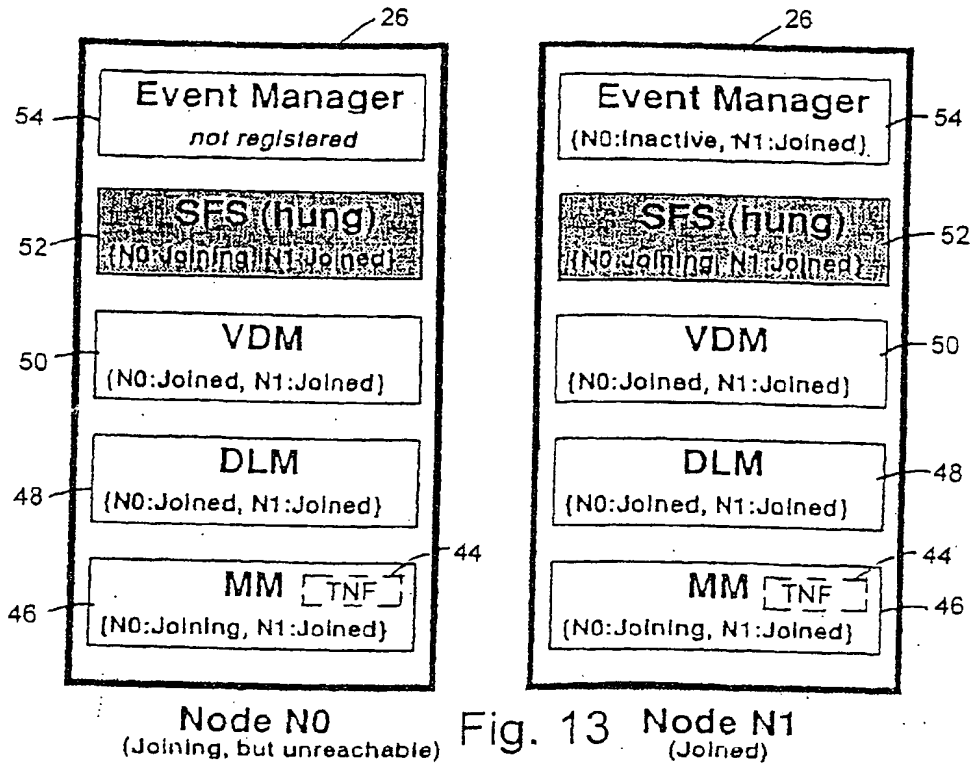 26
Event Manager
not registered
54
SFS (hung)
{N0:Joining, N1:Joined}
52
VDM
{N0:Joined, N1:Joined}
50
DLM
{N0:Joined, N1:Joined}
48
44
MM
TNF
{N0:Joining, N1:Joined}
46
Node N0
(Joining, but unreachable)
26
Event Manager
{N0:Inactive, N1:Joined}
54
SFS (hung)
{N0:Joining, N1:Joined}
52
VDM
{N0:Joined, N1:Joined}
50
DLM
{N0:Joined, N1:Joined}
48
44
MM
TNF
{N0:Joining, N1:Joined}
46
Node N1
(Joined)
Fig. 13